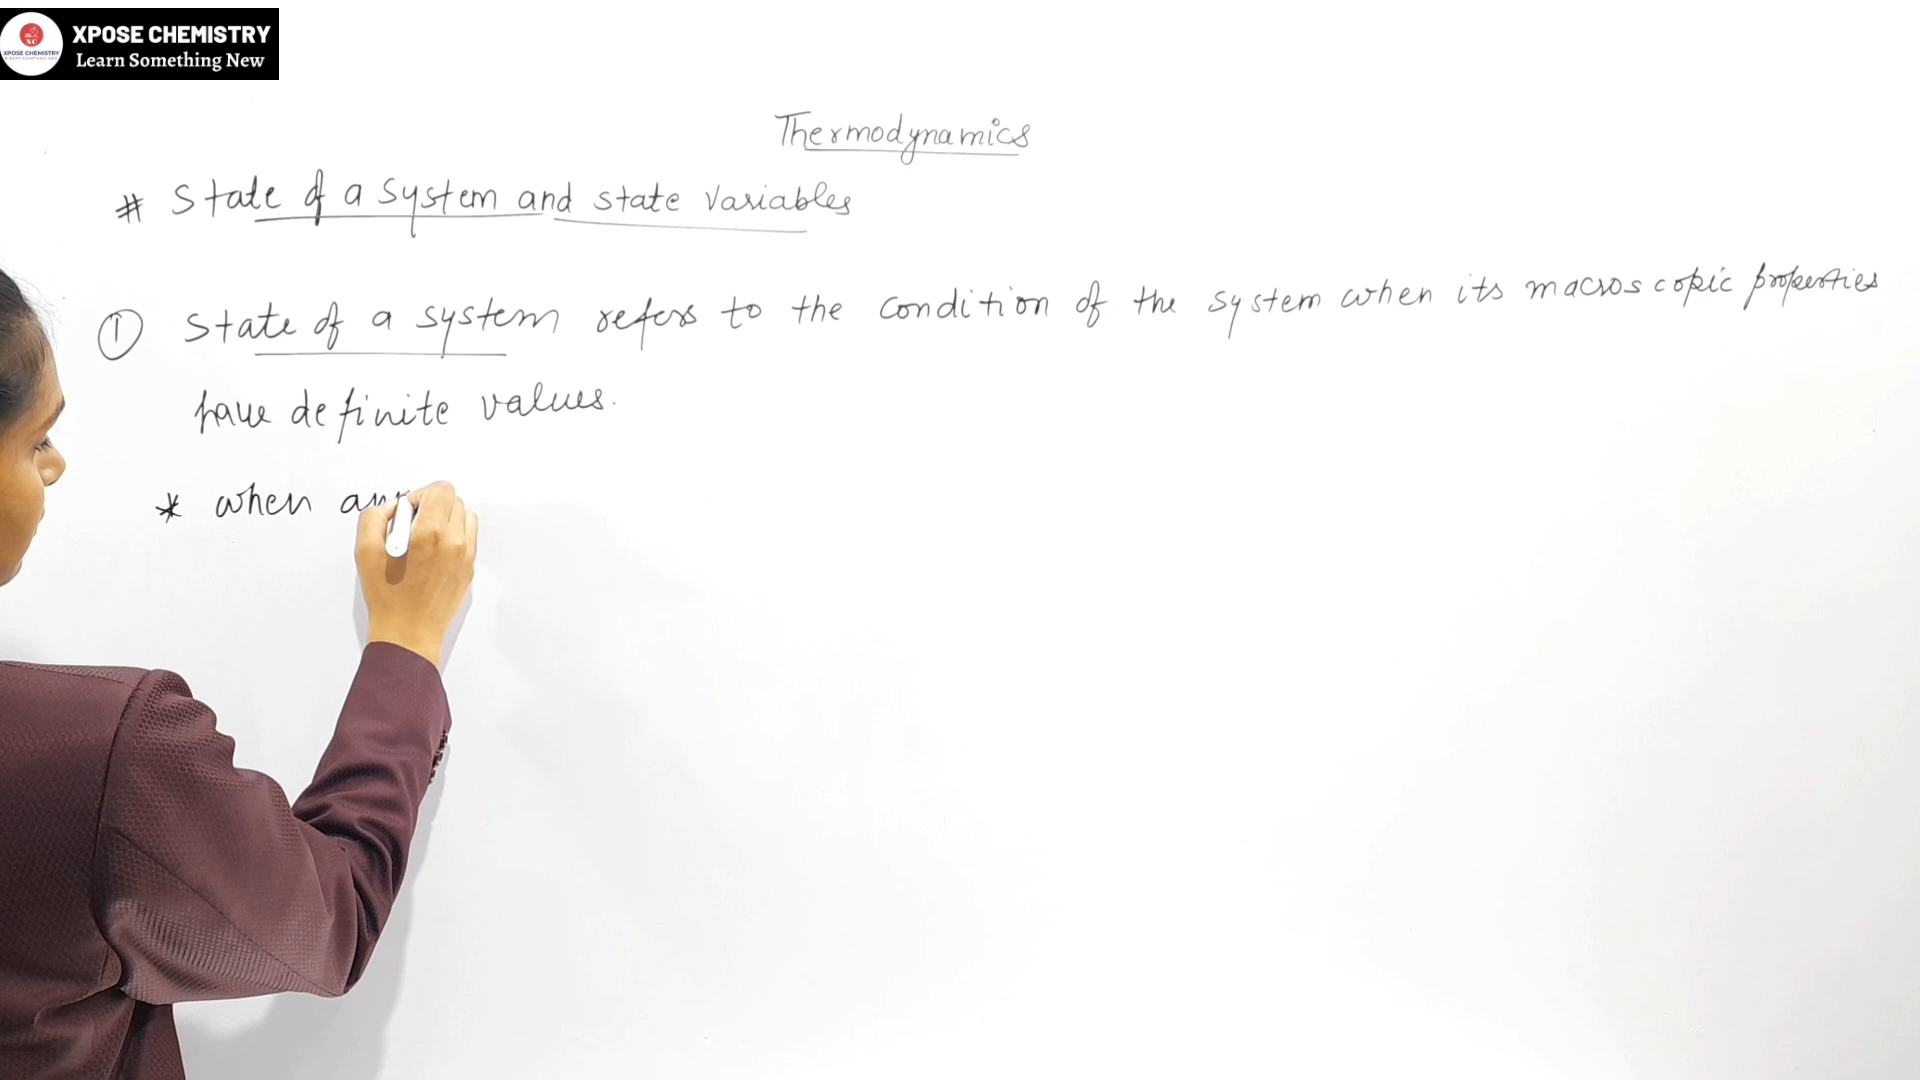 XPOSE CHEMISTRY
Learn Something New
Thermodynamics
# State of a system and state variables
① State of a system refers to the condition of the system when its macroscopic properties
have definite values.
* when